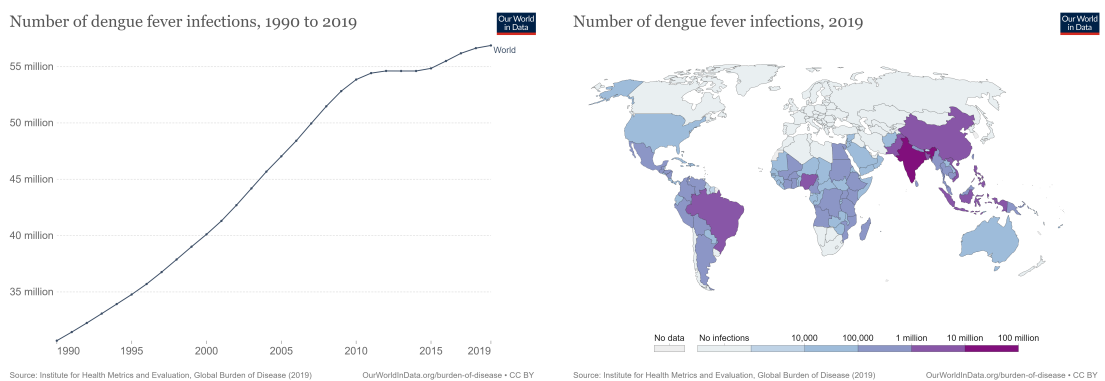 Number of dengue fever infections, 1990 to 2019
Our World
in Data
World
55 million
50 million
45 million
40 million
35 million
1990 1995 2000 2005 2010 2015 2019
Source: Institute for Health Metrics and Evaluation, Global Burden of Disease (2019) OurWorldInData.org/burden-of-disease • CC BY
Number of dengue fever infections, 2019
Our World
in Data
No data No infections 10,000 100,000 1 million 10 million 100 million
Source: Institute for Health Metrics and Evaluation, Global Burden of Disease (2019) OurWorldInData.org/burden-of-disease • CC BY